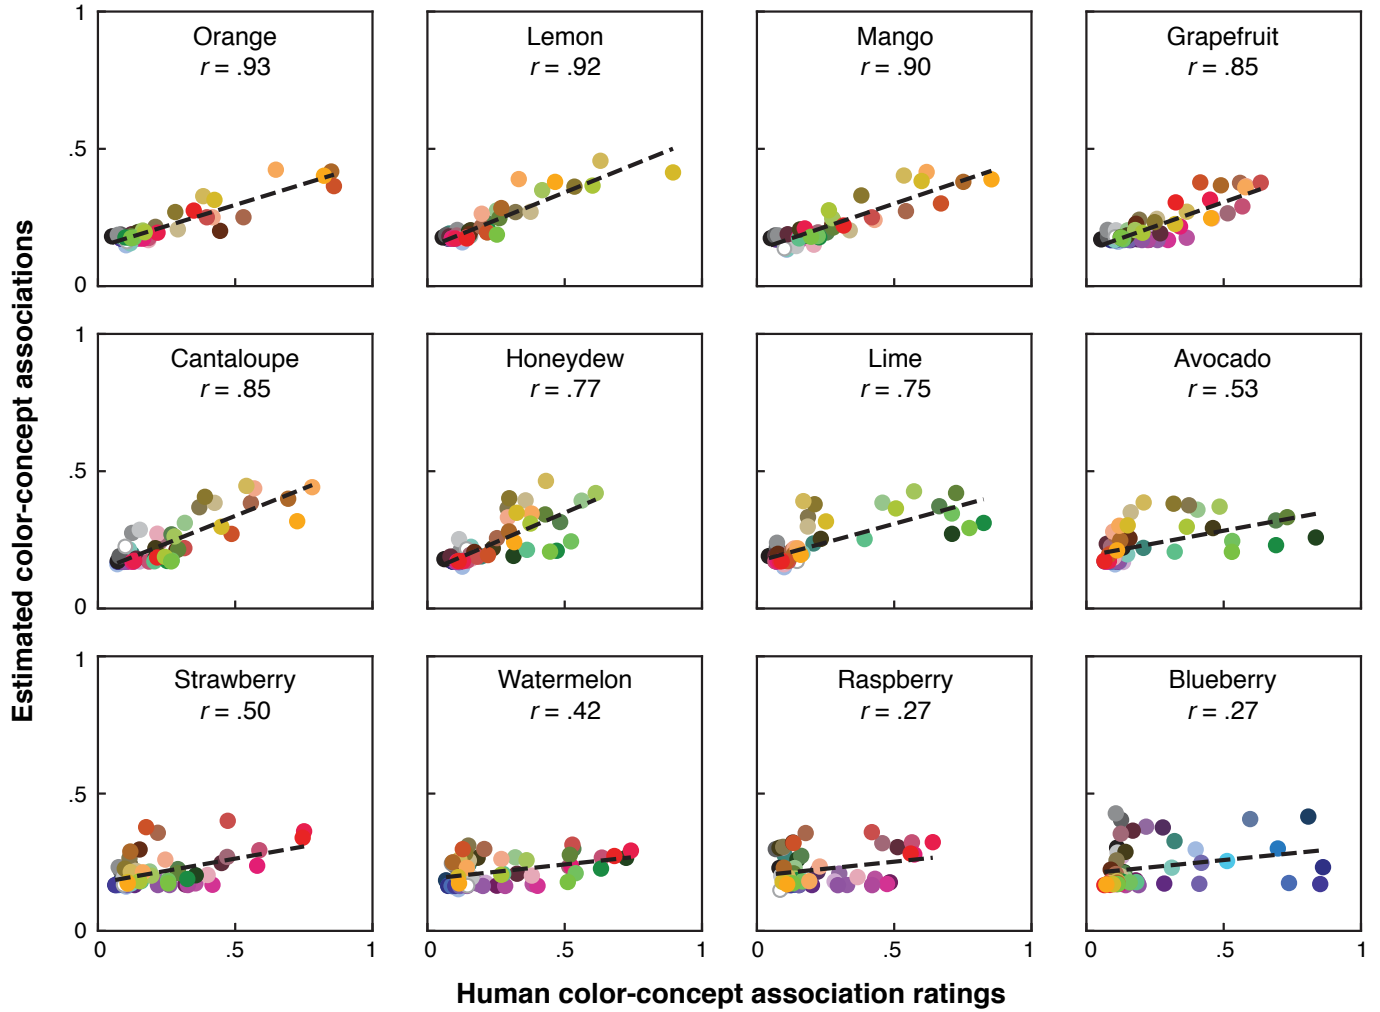 Estimated color-concept associations
1
.5
0
Orange
r = .93
Lemon
r = .92
Mango
r = .90
Grapefruit
r = .85
1
.5
0
Cantaloupe
r = .85
Honeydew
r = .77
Lime
r = .75
Avocado
r = .53
1
.5
0
Strawberry
r = .50
Watermelon
r = .42
Raspberry
r = .27
Blueberry
r = .27
0 .5 1
0 .5 1
0 .5 1
0 .5 1
Human color-concept association ratings